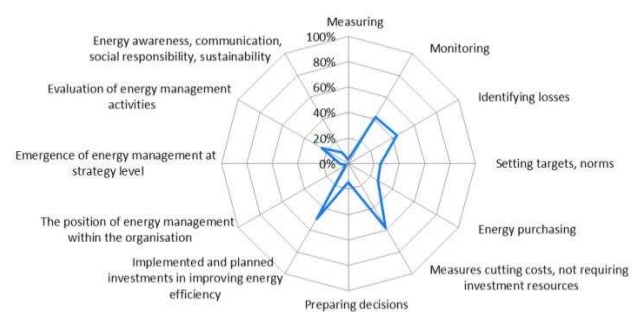 Measuring
Energy awareness, communication,
social responsibility, sustainability
100%
80%
60%
40%
20%
0%
Monitoring
Evaluation of energy management
activities
Identifying losses
Emergence of energy management at
strategy level
Setting targets, norms
The position of energy management
within the organisation
Energy purchasing
Implemented and planned
investments in improving energy
efficiency
Measures cutting costs, not requiring
investment resources
Preparing decisions